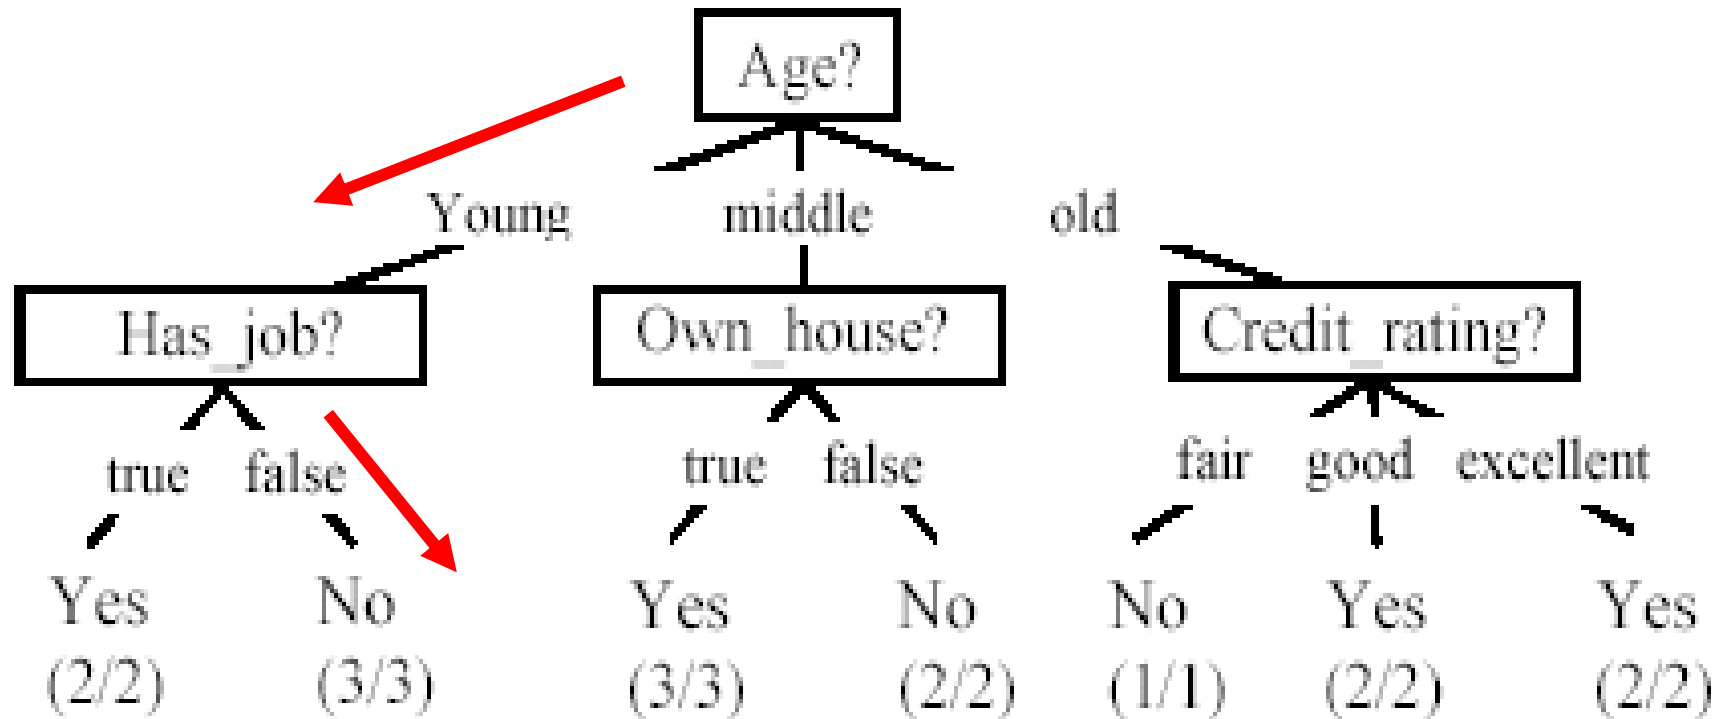 Age?
Young middle old
Has_job? Own_house? Credit_rating?
true false true false fair good excellent
Yes No Yes No No Yes Yes
(2/2) (3/3) (3/3) (2/2) (1/1) (2/2) (2/2)